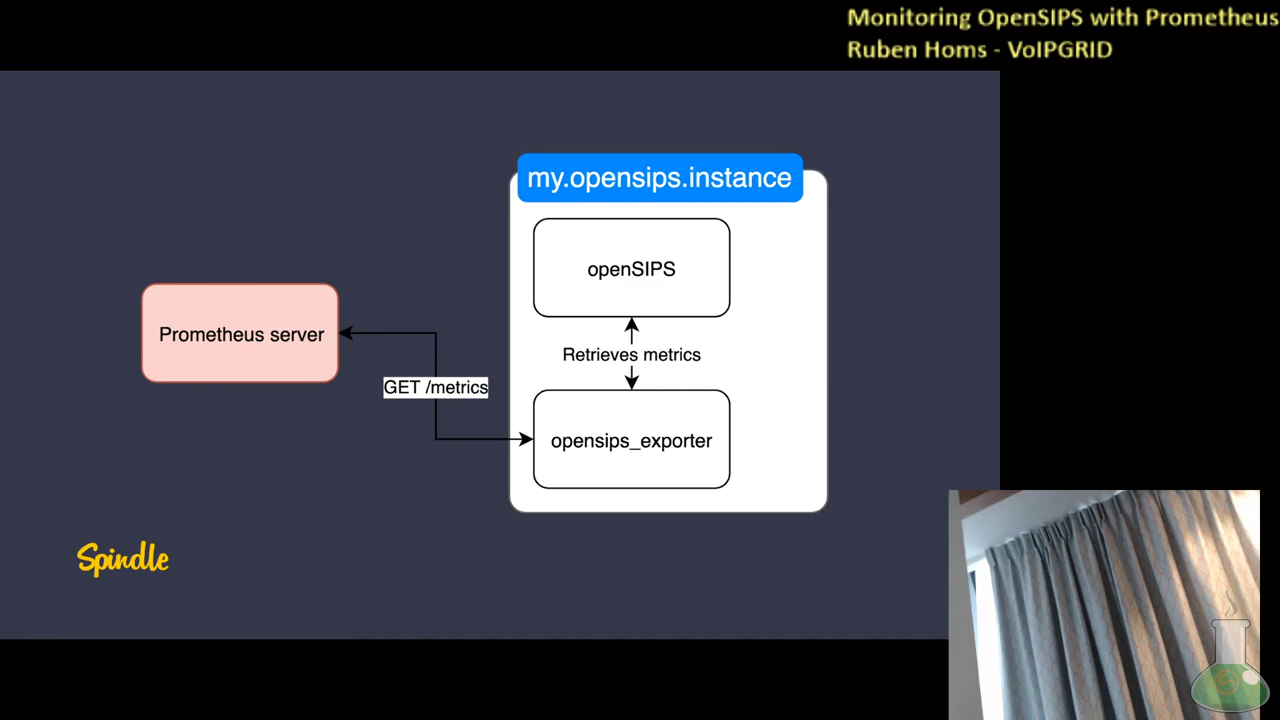 Monitoring OpenSIPS with Prometheus
Ruben Homs - VoIPGRID
my.opensips.instance
openSIPS
Prometheus server
Retrieves metrics
GET /metrics
opensips_exporter
Spindle